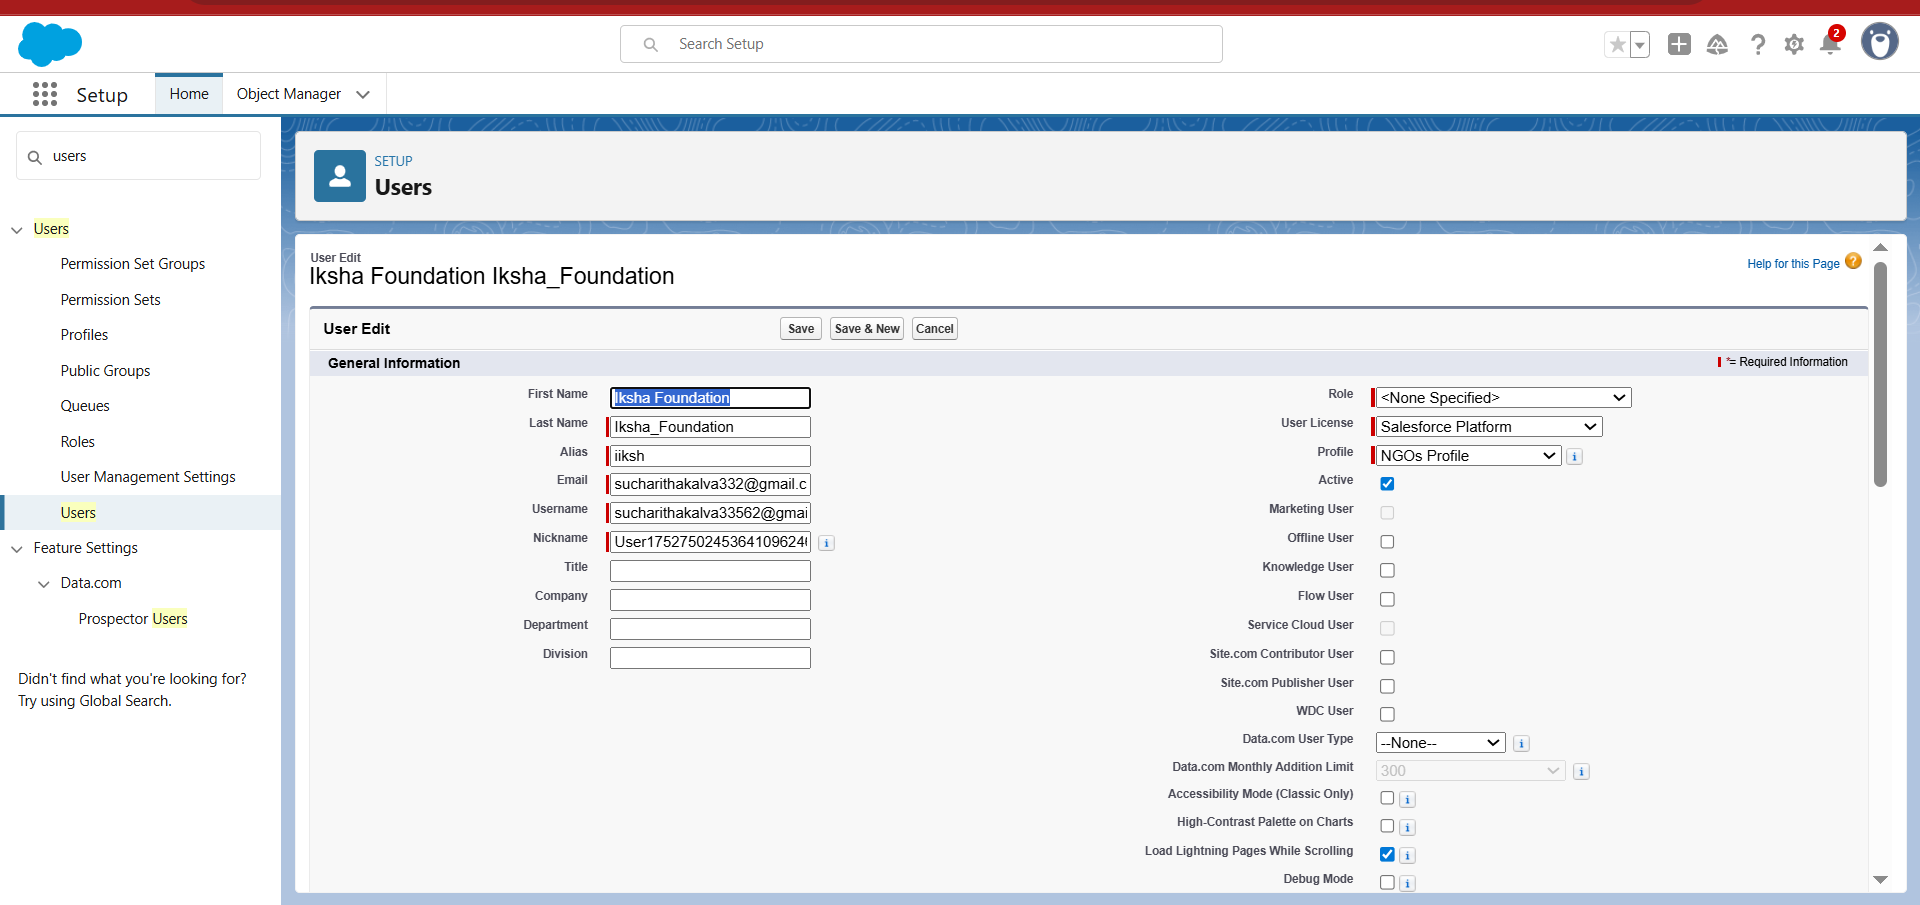 Search Setup
2
Setup
Home
Object Manager
users
Users
Permission Set Groups
Permission Sets
Profiles
Public Groups
Queues
Roles
User Management Settings
Users
Feature Settings
Data.com
Prospector Users
Didn't find what you're looking for?
Try using Global Search.
SETUP
Users
User Edit
Iksha Foundation Iksha_Foundation
Help for this Page
?
User Edit
Save
Save & New
Cancel
General Information
*= Required Information
First Name
Iksha Foundation
Last Name
Iksha_Foundation
Alias
iiksh
Email
sucharithakalva332@gmail.c
Username
sucharithakalva33562@gmai
Nickname
User1752750245364109624
i
Title
Company
Department
Division
Role
<None Specified>
User License
Salesforce Platform
Profile
NGOs Profile
i
Active
Marketing User
Offline User
Knowledge User
Flow User
Service Cloud User
Site.com Contributor User
Site.com Publisher User
WDC User
Data.com User Type
--None--
i
Data.com Monthly Addition Limit
300
i
Accessibility Mode (Classic Only)
i
High-Contrast Palette on Charts
i
Load Lightning Pages While Scrolling
i
Debug Mode
i